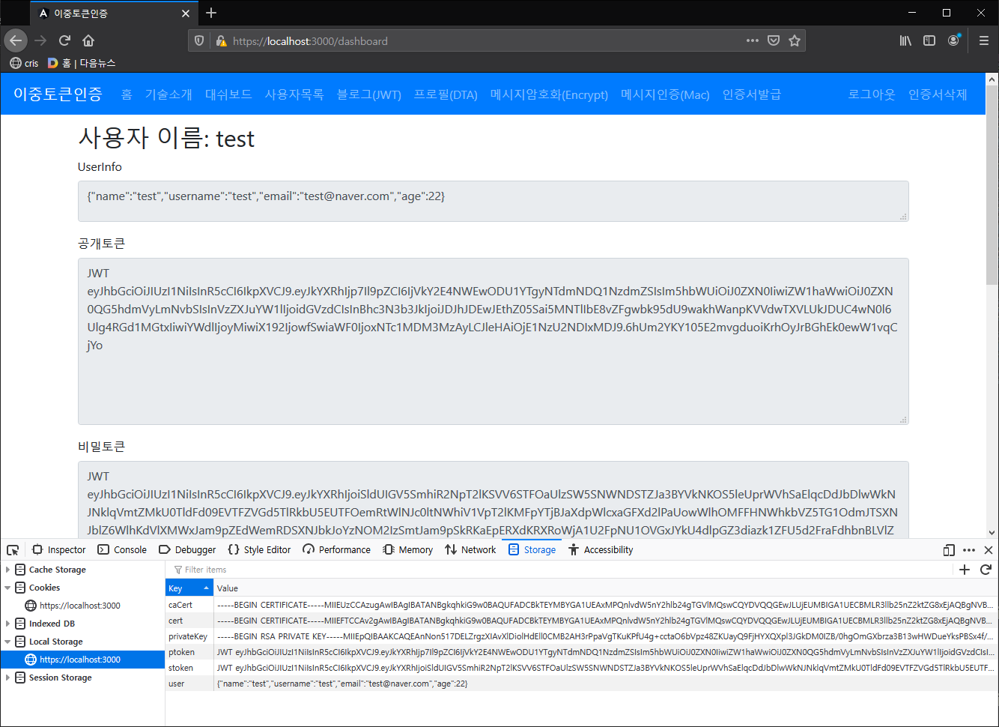 이중토큰인증
https://localhost:3000/dashboard
cris
홈 | 다음뉴스
이중토큰인증 홈 기술소개 대쉬보드 사용자목록 블로그(JWT) 프로필(DTA) 메시지암호화(Encrypt) 메시지인증(Mac) 인증서발급 로그아웃 인증서삭제
사용자 이름: test
UserInfo
{"name":"test","username":"test","email":"test@naver.com","age":22}
공개토큰
JWT
eyJhbGciOiJIUzI1NiIsInR5cCI6IkpXVCJ9.eyJkYXRhIjp7Il9pZCI6IjVkY2E4NWEwODU1YTgyNTdmNDQ1NzdmZSIsIm5hbWUiOiJ0ZXN0IiwiZW1haWwiOiJ0ZXN
0QG5hdmVyLmNvbSIsInVzZXJuYW1lIjoidGVzdCIsInBhc3N3b3JkIjoiJDJhJDEwJEthZ05Sai5MNTlIbE8vZFgwbk95dU9wakhWanpKVVdwTXVLUkJDUC4wN0l6
Ulg4RGd1MGtxIiwiYWdlIjoyMiwiX192IjowfSwiaWF0IjoxNTc1MDM3MzAyLCJleHAiOjE1NzU2NDIxMDJ9.6hUm2YKY105E2mvgduoiKrhOyJrBGhEk0ewW1vqC
jYo
비밀토큰
JWT
eyJhbGciOiJIUzI1NiIsInR5cCI6IkpXVCJ9.eyJkYXRhIjoiSldUIGV5SmhiR2NpT2lKSVV6STFOaUlzSW5SNWNDSTZJa3BYVkNKOS5leUprWVhSaElqcDdJbDlwWkN
JNklqVmtZMkU0TldFd09EVTFZVGd5TlRkbU5EUTFOemRtWlNJc0ltNWhiV1VpT2lKMFpYTjBJaXdpWlcxaGFXd2lPaUowWlhOMFFHNWhkbVZ5TG1OdmJTSXN
JblZ6WlhKdVlXMWxJam9pZEdWemRDSXNJbkJoYzNOM2IzSmtJam9pSkRKaEpERXdKRXRoWjA1U2FpNU1OVGxJYkU4dlpGZ3diazk1ZFU5d2FraFdhbnBLVlZ
Inspector Console Debugger Style Editor Performance Memory Network Storage Accessibility
Cache Storage
Cookies
https://localhost:3000
Indexed DB
Local Storage
https://localhost:3000
Session Storage
Filter items
Key Value
caCert -----BEGIN CERTIFICATE-----MIIEUzCCAzugAwIBAgIBATANBgkqhkiG9w0BAQUFADCBkTEYMBYGA1UEAxMPQnlvdW5nY2hlb24gTGVlMQswCQYDVQQGEwJLUjEUMBIGA1UECBMLR3llb25nZ2ktZG8xEjAQBgNVB...
cert -----BEGIN CERTIFICATE-----MIIEFTCCAv2gAwIBAgIBATANBgkqhkiG9w0BAQUFADCBkTEYMBYGA1UEAxMPQnlvdW5nY2hlb24gTGVlMQswCQYDVQQGEwJLUjEUMBIGA1UECBMLR3llb25nZ2ktZG8xEjAQBgNVB...
privateKey -----BEGIN RSA PRIVATE KEY-----MIIEpQIBAAKCAQEAnNon517DELZrgzXIAvXlDiolHdEll0CMB2AH3rPpaVgTKuKPfU4g+cctaO6bVpz48ZKUayQ9FjHYXQXpl3JGkDM0IZB/0hgOmGXbrza3B13wHWDueYksPBSx4f/...
ptoken JWT eyJhbGciOiJIUzI1NiIsInR5cCI6IkpXVCJ9.eyJkYXRhIjp7Il9pZCI6IjVkY2E4NWEwODU1YTgyNTdmNDQ1NzdmZSIsIm5hbWUiOiJ0ZXN0IiwiZW1haWwiOiJ0ZXN0QG5hdmVyLmNvbSIsInVzZXJuYW1lIjoidGVzdCIsI...
stoken JWT eyJhbGciOiJIUzI1NiIsInR5cCI6IkpXVCJ9.eyJkYXRhIjoiSldUIGV5SmhiR2NpT2lKSVV6STFOaUlzSW5SNWNDSTZJa3BYVkNKOS5leUprWVhSaElqcDdJbDlwWkNJNklqVmtZMkU0TldFd09EVTFZVGd5TlRkbU5EUTF...
user {"name":"test","username":"test","email":"test@naver.com","age":22}